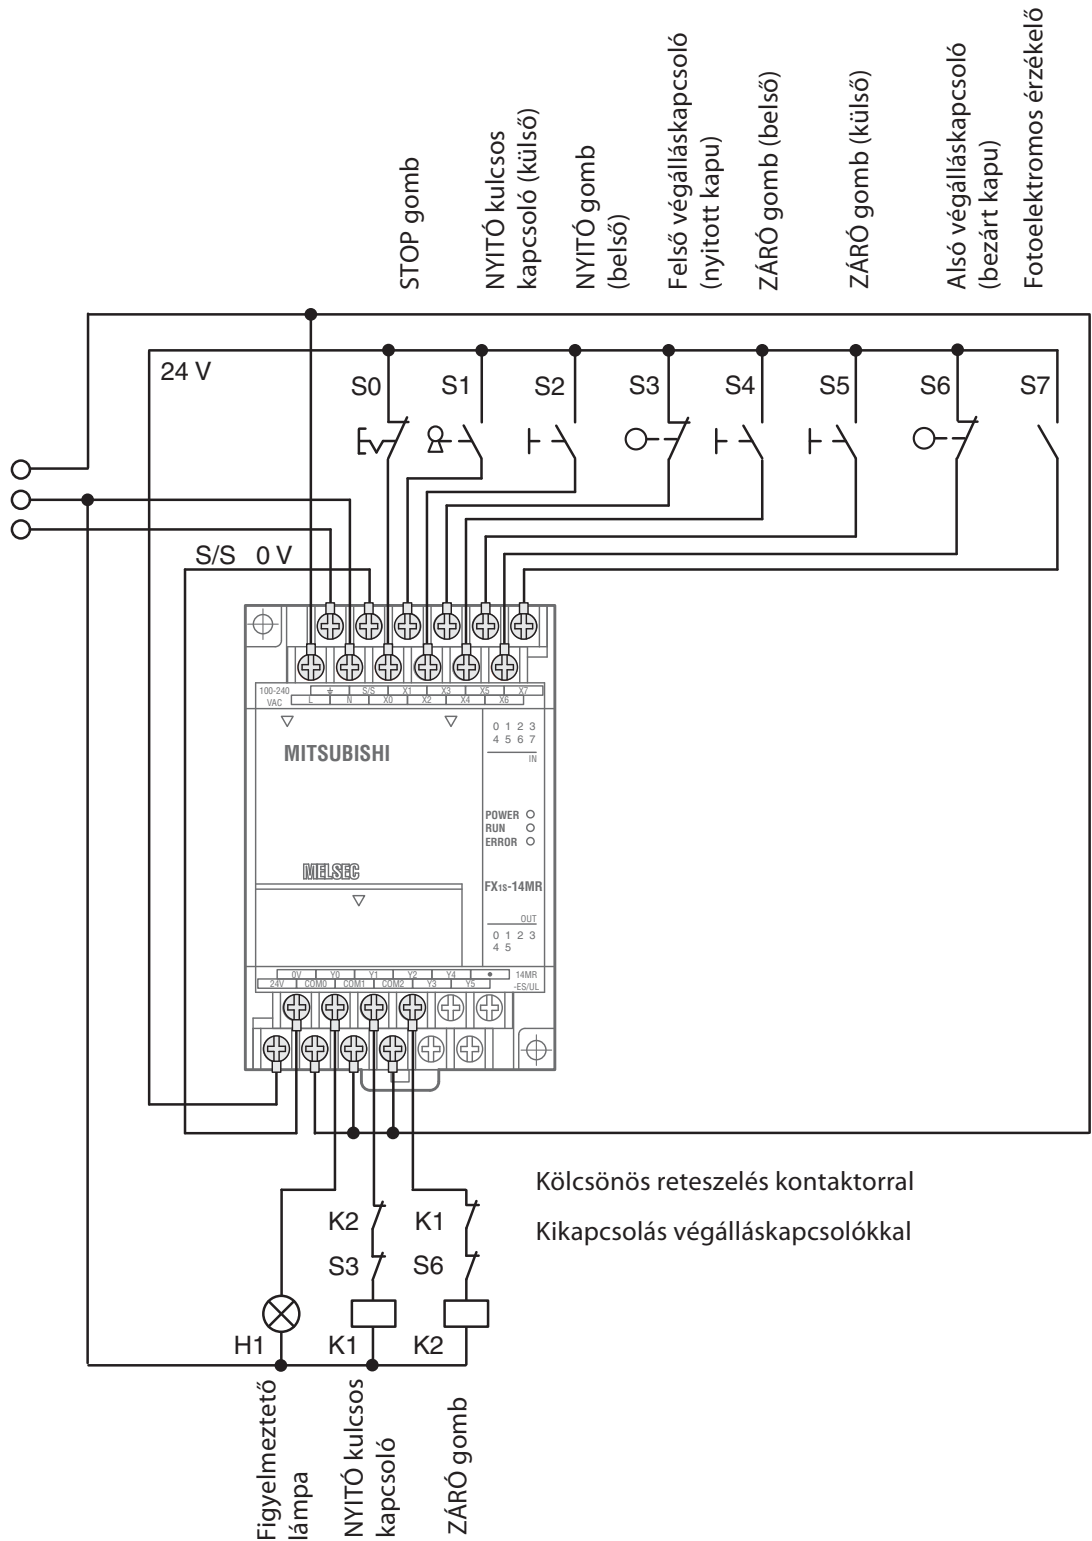 STOP gomb
NYITÓ kulcsos
kapcsoló (külső)
NYITÓ gomb
(belső)
Felső végálláskapcsoló
(nyitott kapu)
ZÁRÓ gomb (belső)
ZÁRÓ gomb (külső)
Alsó végálláskapcsoló
(bezárt kapu)
Fotoelektromos érzékelő
24 V
S0
S1
S2
S3
S4
S5
S6
S7
S/S 0 V
100-240
VAC
S/S X1 X3 X5 X7
L N X0 X2 X4 X6
0 1 2 3
4 5 6 7
IN
MITSUBISHI
POWER
RUN
ERROR
MELSEC
FX1S-14MR
OUT
0 1 2 3
4 5
0V Y0 Y1 Y2 Y4 14MR
24V COM0 COM1 COM2 Y3 Y5 -ES/UL
Kölcsönös reteszelés kontaktorral
K2 K1
Kikapcsolás végálláskapcsolókkal
S3 S6
H1 K1 K2
Figyelmeztető
lámpa
NYITÓ kulcsos
kapcsoló
ZÁRÓ gomb